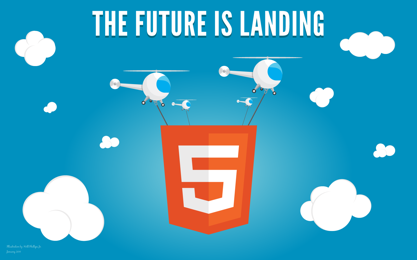 THE FUTURE IS LANDING
5